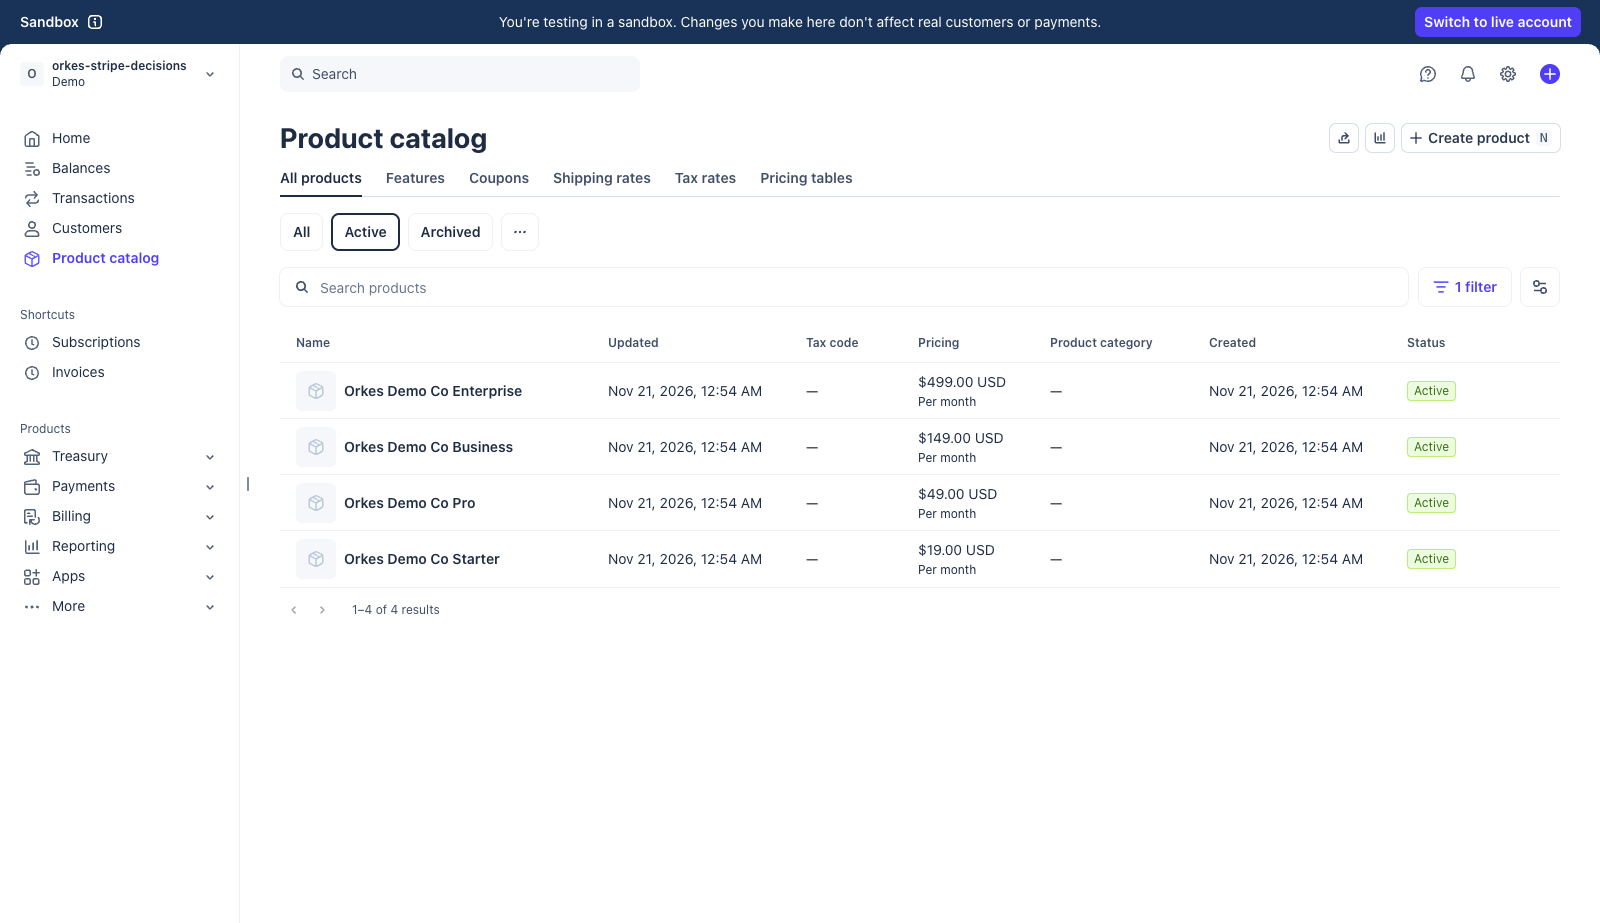 Sandbox
You're testing in a sandbox. Changes you make here don't affect real customers or payments.
Switch to live account
O
orkes-stripe-decisions
Demo
Search
Home
Balances
Transactions
Customers
Product catalog
Shortcuts
Subscriptions
Invoices
Products
Treasury
Payments
Billing
Reporting
Apps
More
Product catalog
Create product N
All products Features Coupons Shipping rates Tax rates Pricing tables
All Active Archived
Search products
1 filter
Name Updated Tax code Pricing Product category Created Status
Orkes Demo Co Enterprise Nov 21, 2026, 12:54 AM — $499.00 USD — Nov 21, 2026, 12:54 AM Active
Per month
Orkes Demo Co Business Nov 21, 2026, 12:54 AM — $149.00 USD — Nov 21, 2026, 12:54 AM Active
Per month
Orkes Demo Co Pro Nov 21, 2026, 12:54 AM — $49.00 USD — Nov 21, 2026, 12:54 AM Active
Per month
Orkes Demo Co Starter Nov 21, 2026, 12:54 AM — $19.00 USD — Nov 21, 2026, 12:54 AM Active
Per month
1–4 of 4 results